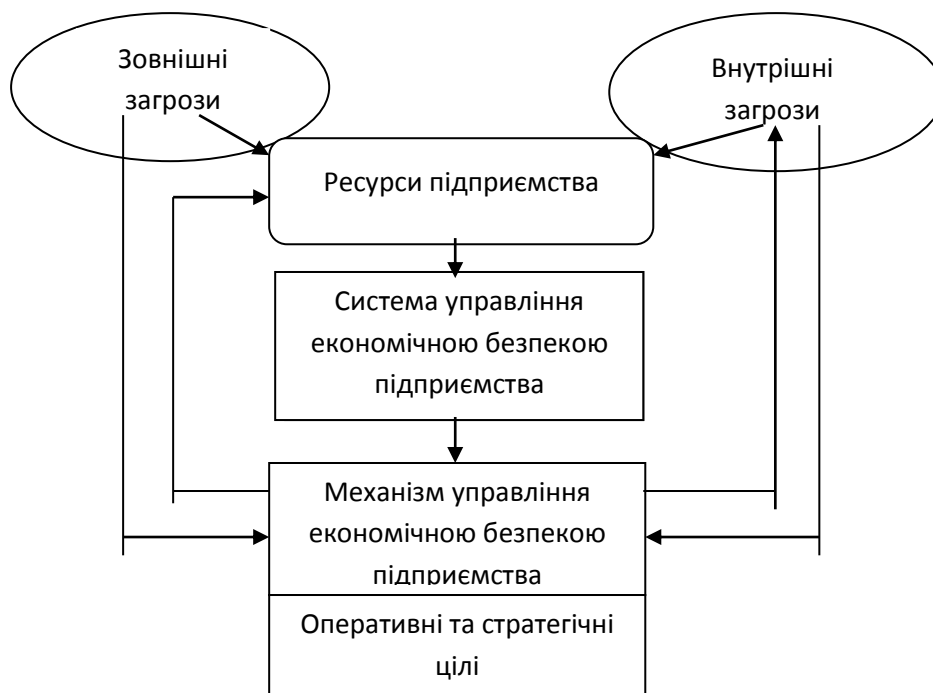 Зовнішні
загрози
Внутрішні
загрози
Ресурси підприємства
Система управління
економічною безпекою
підприємства
Механізм управління
економічною безпекою
підприємства
Оперативні та стратегічні
цілі